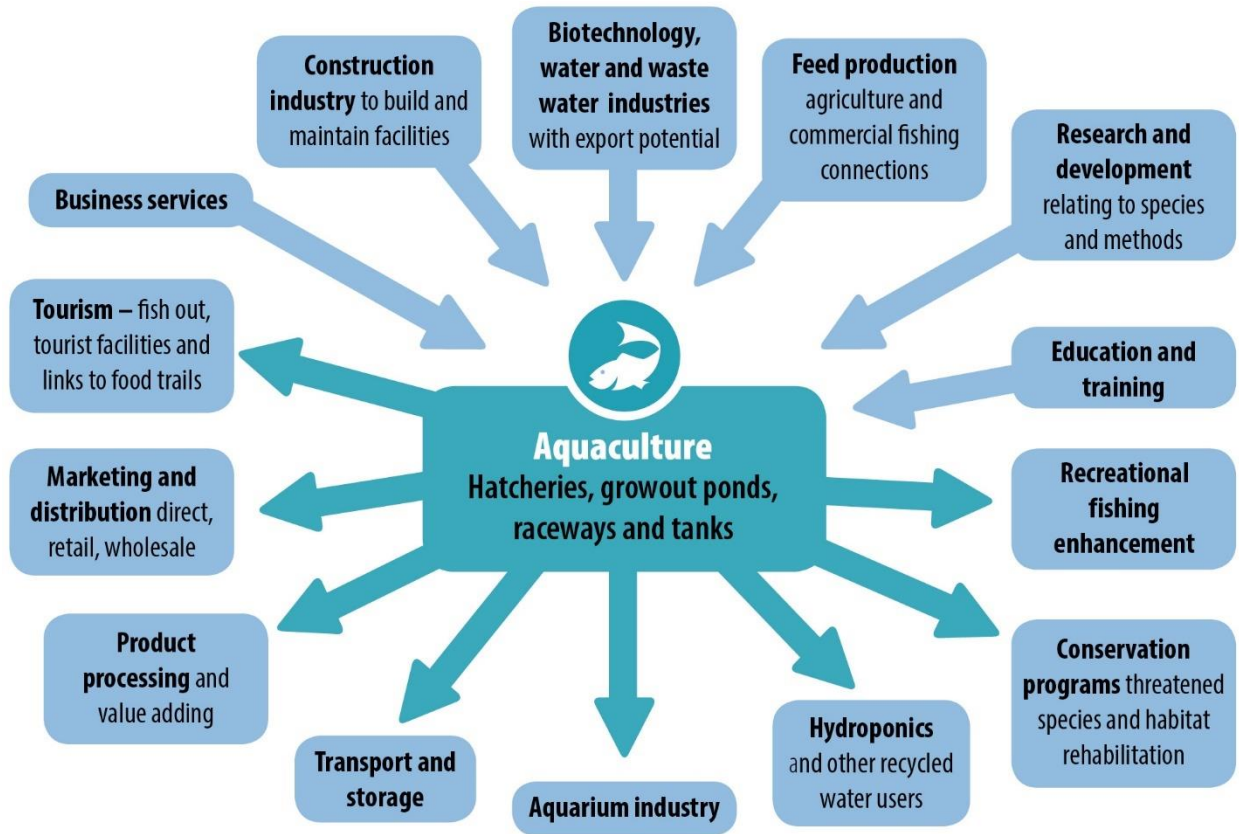 Biotechnology,
water and waste
water industries
with export potential
Construction
industry to build and
maintain facilities
Feed production
agriculture and
commercial fishing
connections
Research and
development
relating to species
and methods
Business services
Tourism – fish out,
tourist facilities and
links to food trails
Education and
training
Aquaculture
Hatcheries, growout ponds,
raceways and tanks
Marketing and
distribution direct,
retail, wholesale
Recreational
fishing
enhancement
Product
processing and
value adding
Conservation
programs threatened
species and habitat
rehabilitation
Transport and
storage
Aquarium industry
Hydroponics
and other recycled
water users